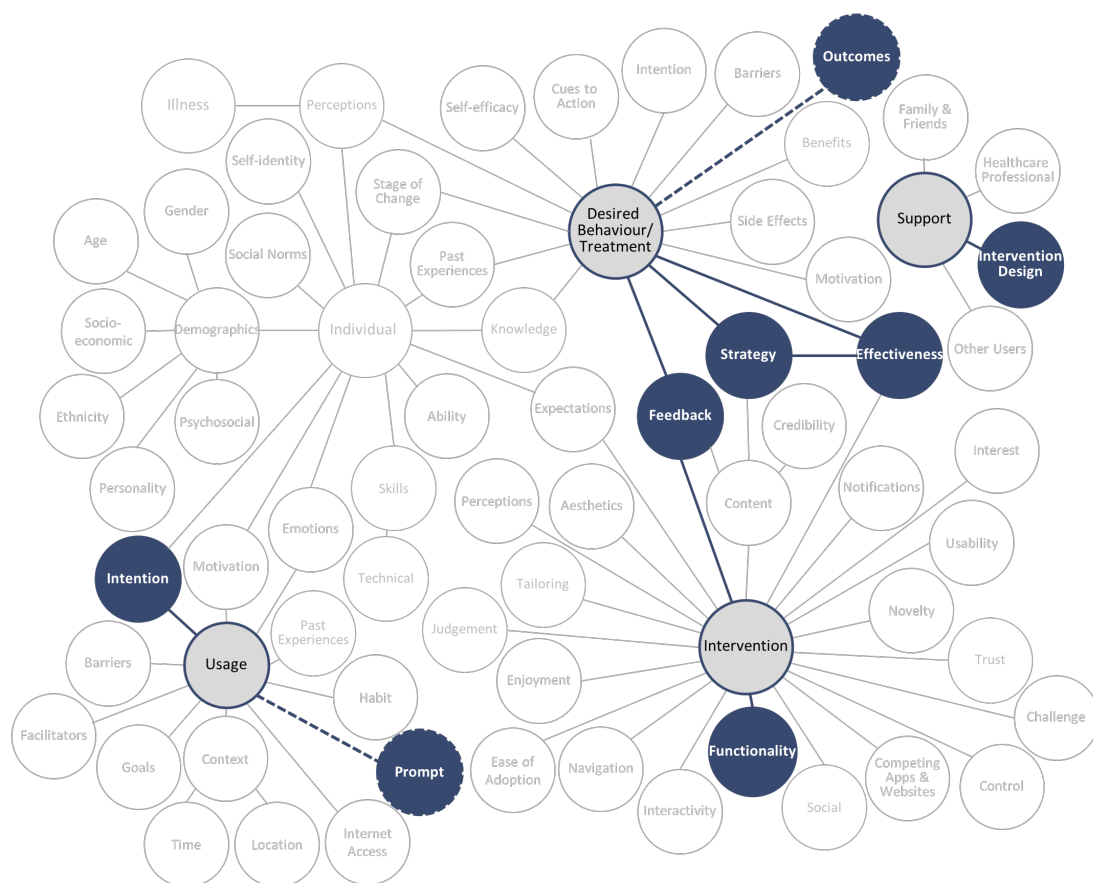 Outcomes
Intention
Barriers
Cues to
Action
Self-efficacy
Illness
Perceptions
Family &
Friends
Benefits
Healthcare
Professional
Self-identity
Stage of
Change
Gender
Desired
Behaviour/
Treatment
Side Effects
Support
Age
Social Norms
Past
Experiences
Motivation
Intervention
Design
Socio-
economic
Demographics
Individual
Knowledge
Strategy
Effectiveness
Other Users
Ethnicity
Psychosocial
Ability
Expectations
Feedback
Credibility
Interest
Personality
Skills
Perceptions
Aesthetics
Content
Notifications
Emotions
Usability
Intention
Motivation
Technical
Tailoring
Novelty
Past
Experiences
Judgement
Barriers
Usage
Intervention
Trust
Enjoyment
Habit
Facilitators
Challenge
Goals
Context
Prompt
Ease of
Adoption
Navigation
Functionality
Competing
Apps &
Websites
Control
Interactivity
Social
Time
Location
Internet
Access